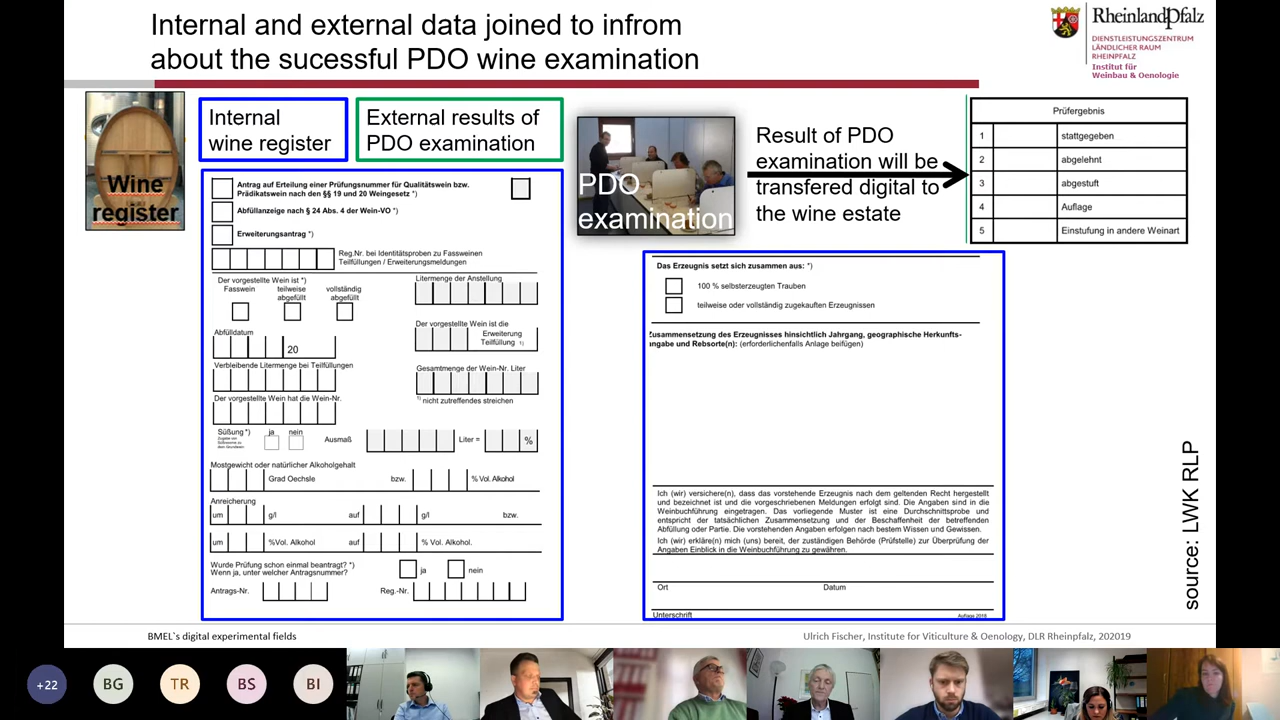 Internal and external data joined to infrom
about the sucessful PDO wine examination
RheinlandPfalz
DIENSTLEISTUNGSZENTRUM
LÄNDLICHER RAUM
RHEINPFALZ
Institut für
Weinbau & Oenologie
Wine
register
Internal
wine register
External results of
PDO examination
PDO
examination
Result of PDO
examination will be
transfered digital to
the wine estate
Prüfergebnis
1 stattgegeben
2 abgelehnt
3 abgestuft
4 Auflage
5 Einstufung in andere Weinart
Antrag auf Erteilung einer Prüfungsnummer für Qualitätswein bzw.
Prädikatswein nach den §§ 19 und 20 Weingesetz *)
Abfüllanzeige nach § 24 Abs. 4 der Wein-VO *)
Erweiterungsantrag *)
Reg.Nr. bei Identitätsproben zu Fassweinen
Teilfüllungen / Erweiterungsmeldungen
Der vorgestellte Wein ist *)
Fasswein teilweise abgefüllt vollständig abgefüllt
Litermenge der Anstellung
Abfülldatum
20
Der vorgestellte Wein ist die
Erweiterung
Teilfüllung 1)
Verbleibende Litermenge bei Teilfüllungen
Gesamtmenge der Wein-Nr. Liter
Der vorgestellte Wein hat die Wein-Nr.
1) nicht zutreffendes streichen
Süßung *) ja nein Ausmaß Liter = %
Mostgewicht oder natürlicher Alkoholgehalt
Grad Oechsle bzw. % Vol. Alkohol
Anreicherung
um g/l auf g/l bzw.
um %Vol. Alkohol auf % Vol. Alkohol.
Wurde Prüfung schon einmal beantragt? *)
Wenn ja, unter welcher Antragsnummer?
ja nein
Antrags-Nr. Reg.-Nr.
Das Erzeugnis setzt sich zusammen aus: *)
100 % selbsterzeugten Trauben
teilweise oder vollständig zugekauften Erzeugnissen
Zusammensetzung des Erzeugnisses hinsichtlich Jahrgang, geographische Herkunfts-
angabe und Rebsorte(n): (erforderlichenfalls Anlage beifügen)
Ich (wir) versichere(n), dass das vorstehende Erzeugnis nach dem geltenden Recht hergestellt
und bezeichnet ist und die vorgeschriebenen Meldungen erfolgt sind. Die Angaben sind in die
Weinbuchführung eingetragen. Das vorliegende Muster ist eine Durchschnittsprobe und
entspricht der tatsächlichen Zusammensetzung und der Beschaffenheit der betreffenden
Abfüllung oder Partie. Die vorstehenden Angaben erfolgen nach bestem Wissen und Gewissen.
Ich (wir) erkläre(n) mich (uns) bereit, der zuständigen Behörde (Prüfstelle) zur Überprüfung der
Angaben Einblick in die Weinbuchführung zu gewähren.
Ort Datum
Unterschrift
Auflage 2018
source: LWK RLP
BMEL`s digital experimental fields
Ulrich Fischer, Institute for Viticulture & Oenology, DLR Rheinpfalz, 202019
+22 BG TR BS BI